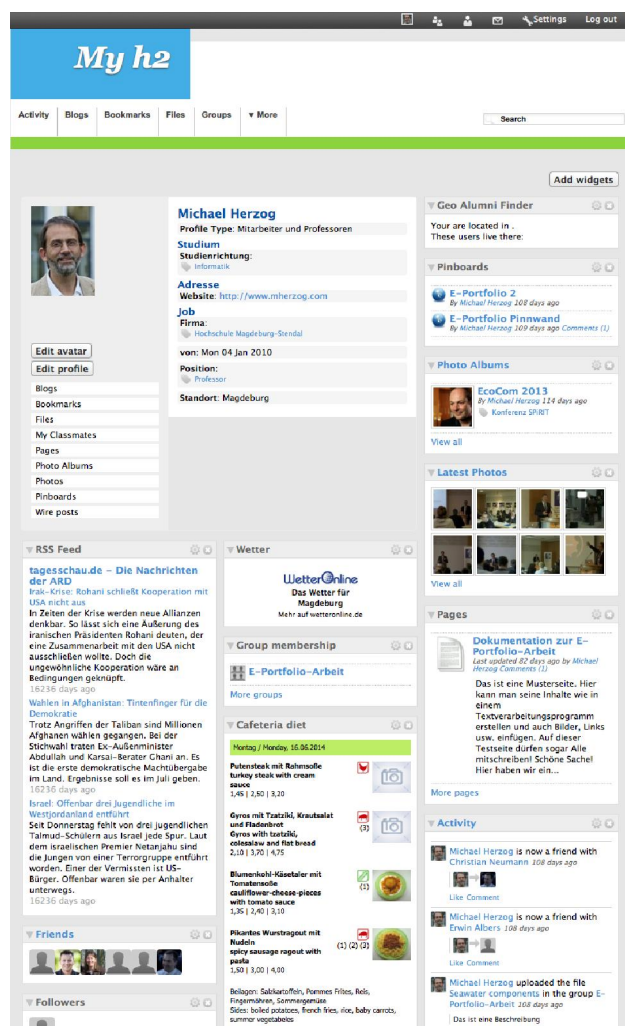 Settings Log out
My h2
Activity Blogs Bookmarks Files Groups ▼ More
Search
Add widgets
Michael Herzog
Profile Type: Mitarbeiter und Professoren
Studium
Studienrichtung:
Informatik
Adresse
Website: http://www.mherzog.com
Job
Firma:
Hochschule Magdeburg-Stendal
von: Mon 04 Jan 2010
Position:
Professor
Standort: Magdeburg
Edit avatar
Edit profile
Blogs
Bookmarks
Files
My Classmates
Pages
Photo Albums
Photos
Pinboards
Wire posts
Geo Alumni Finder
Your are located in .
These users live there:
Pinboards
E-Portfolio 2
By Michael Herzog 108 days ago
E-Portfolio Pinnwand
By Michael Herzog 109 days ago Comments (1)
Photo Albums
EcoCom 2013
By Michael Herzog 114 days ago
Konferenz SPiRIT
View all
Latest Photos
View all
Pages
Dokumentation zur E-
Portfolio-Arbeit
Last updated 82 days ago by Michael
Herzog Comments (1)
Das ist eine Musterseite. Hier
kann man seine Inhalte wie in
einem
Textverarbeitungsprogramm
erstellen und auch Bilder, Links
usw. einfügen. Auf dieser
Testseite dürfen sogar Alle
mitschreiben! Schöne Sache!
Hier haben wir ein...
More pages
Activity
Michael Herzog is now a friend with
Christian Neumann 108 days ago
Like Comment
Michael Herzog is now a friend with
Erwin Albers 108 days ago
Like Comment
Michael Herzog uploaded the file
Seawater components in the group E-
Portfolio-Arbeit 108 days ago
Das ist eine Beschreibung
RSS Feed
tagesschau.de - Die Nachrichten
der ARD
Irak-Krise: Rohani schließt Kooperation mit
USA nicht aus
In Zeiten der Krise werden neue Allianzen
denkbar. So lässt sich eine Äußerung des
iranischen Präsidenten Rohani deuten, der
eine Zusammenarbeit mit den USA nicht
ausschließen wollte. Doch die
ungewöhnliche Kooperation wäre an
Bedingungen geknüpft.
16236 days ago
Wahlen in Afghanistan: Tintenfinger für die
Demokratie
Trotz Angriffen der Taliban sind Millionen
Afghanen wählen gegangen. Bei der
Stichwahl traten Ex-Außenminister
Abdullah und Karsai-Berater Ghani an. Es
ist die erste demokratische Machtübergabe
im Land. Ergebnisse soll es im Juli geben.
16236 days ago
Israel: Offenbar drei Jugendliche im
Westjordanland entführt
Seit Donnerstag fehlt von drei jugendlichen
Talmud-Schülern aus Israel jede Spur. Laut
dem israelischen Premier Netanjahu sind
die Jungen von einer Terrorgruppe entführt
worden. Einer der Vermissten ist US-
Bürger. Offenbar waren sie per Anhalter
unterwegs.
16236 days ago
Friends
Followers
Wetter
WetterOnline
Das Wetter für
Magdeburg
Mehr auf wetteronline.de
Group membership
E-Portfolio-Arbeit
More groups
Cafeteria diet
Montag / Monday, 16.06.2014
Putensteak mit Rahmsoße
turkey steak with cream
sauce
1,45 | 2,50 | 3,20
Gyros mit Tzatziki, Krautsalat
und Fladenbrot
Gyros with tzatziki,
coleslaw and flat bread
2,10 | 3,70 | 4,75
(3)
Blumenkohl-Käsetaler mit
Tomatensoße
cauliflower-cheese-pieces
with tomato sauce
1,35 | 2,40 | 3,10
(1)
Pikantes Wurstragout mit
Nudeln
spicy sausage ragout with
pasta
1,50 | 3,00 | 4,00
(1) (2) (3)
Beilagen: Salzkartoffeln, Pommes Frites, Reis,
Fingermöhren, Sommergemüse
Sides: boiled potatoes, french fries, rice, baby carrots,
summer vegetables